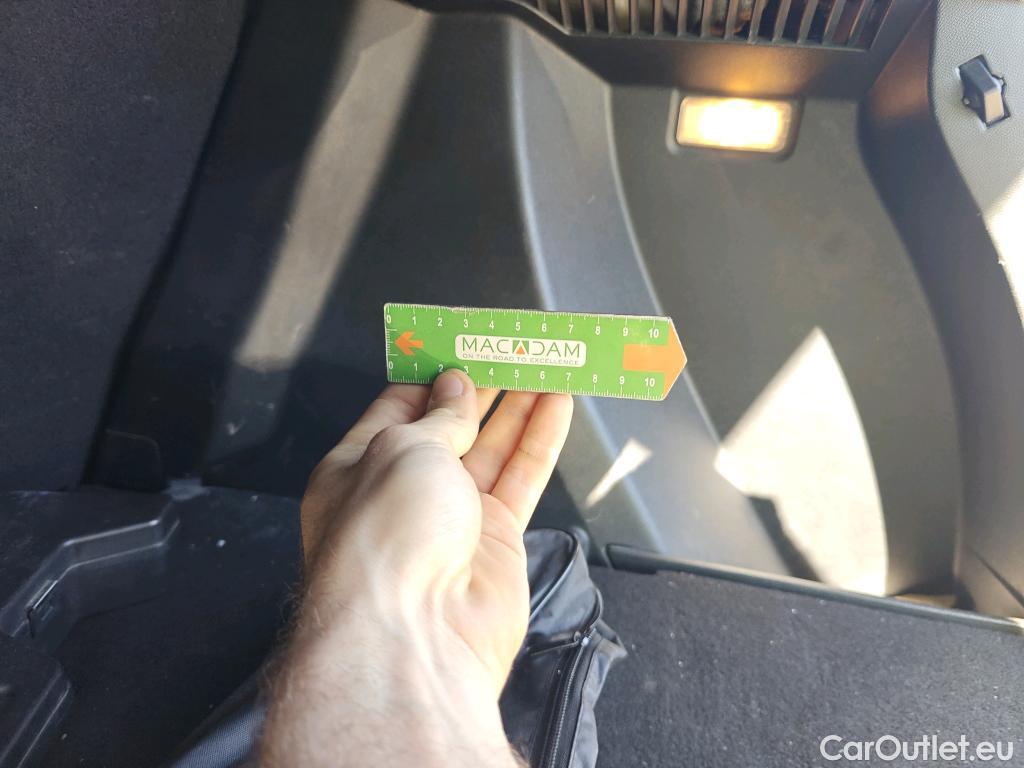 0 1 2 3 4 5 6 7 8 9 10
MACADAM
ON THE ROAD TO EXCELLENCE
0 1 2 3 4 5 6 7 8 9 10
CarOutlet.eu